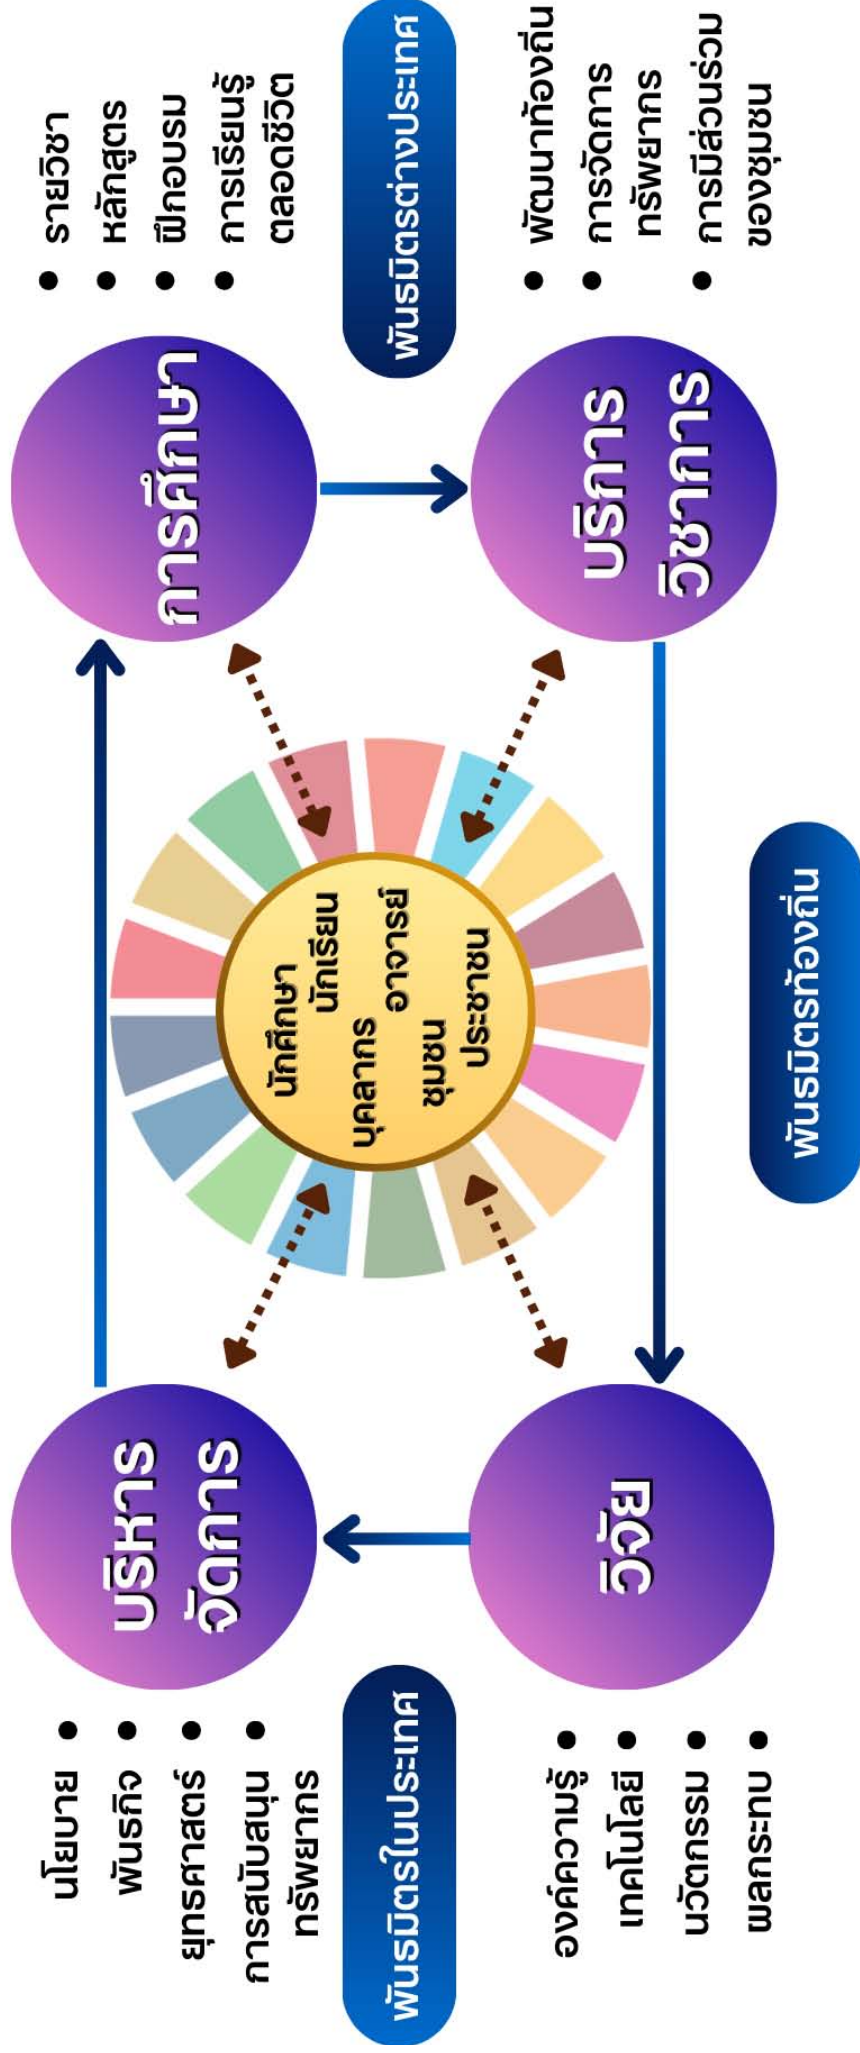 นโยบาย
พันธกิจ
ยุทธศาสตร์
การสนับสนุน
ทรัพยากร
บริหาร
จัดการ
การศึกษา
รายวิชา
หลักสูตร
ฝึกอบรม
การเรียนรู้
ตลอดชีวิต
พันธมิตรในประเทศ
นักศึกษา
นักเรียน
บุคลากร
อาจารย์
ชุมชน
ประชาชน
พันธมิตรต่างประเทศ
องค์ความรู้
เทคโนโลยี
นวัตกรรม
ผลกระทบ
วิจัย
บริการ
วิชาการ
พัฒนาท้องถิ่น
การจัดการ
ทรัพยากร
การมีส่วนร่วม
ของชุมชน
พันธมิตรท้องถิ่น